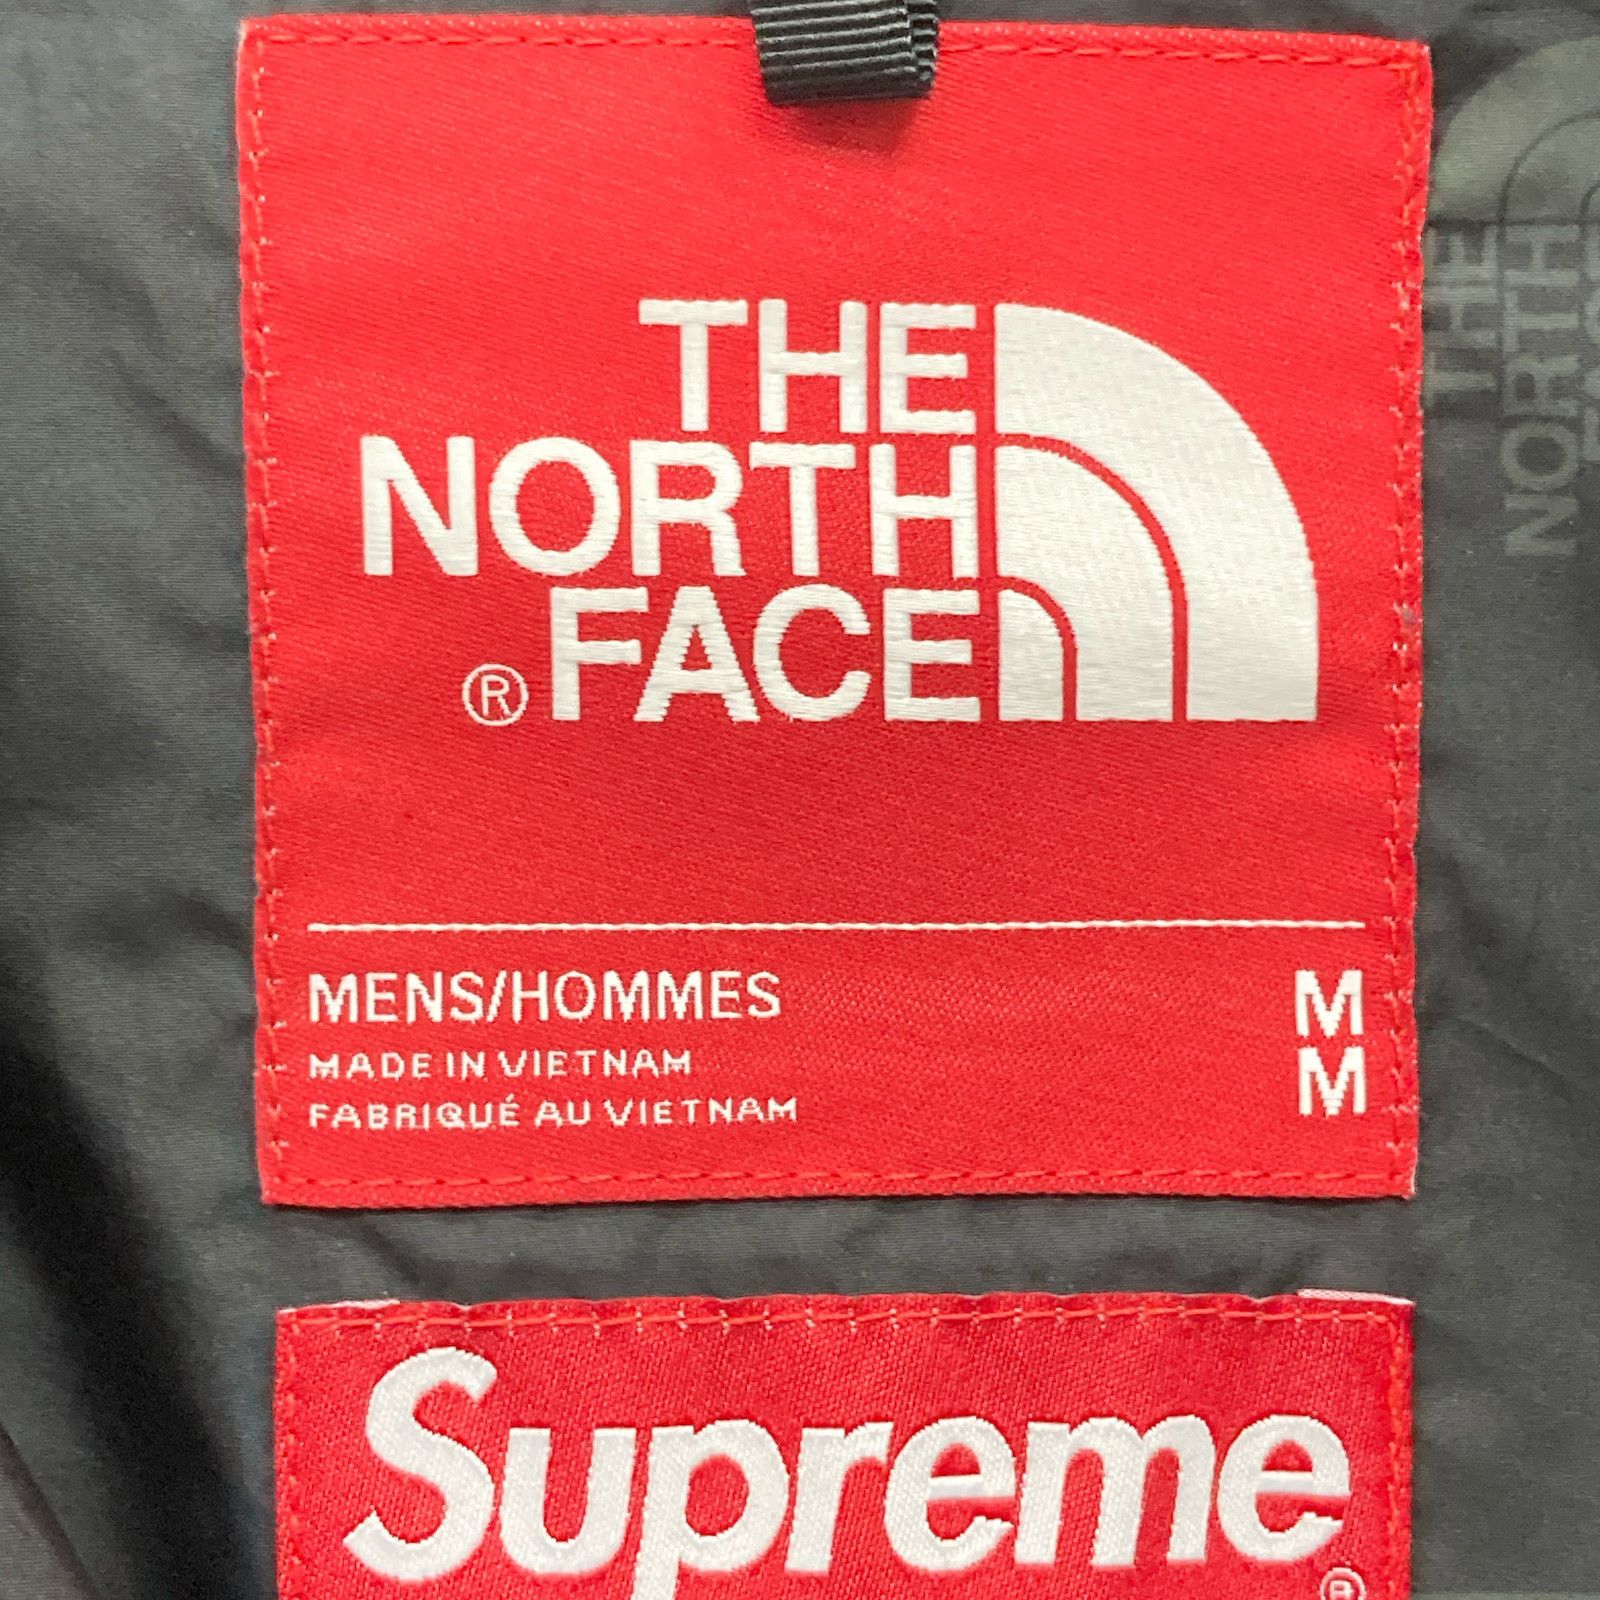 THE
NORTH
® FACE
MENS/HOMMES M
MADE IN VIETNAM M
FABRIQUÉ AU VIETNAM
Supreme
®
THE
NORTH